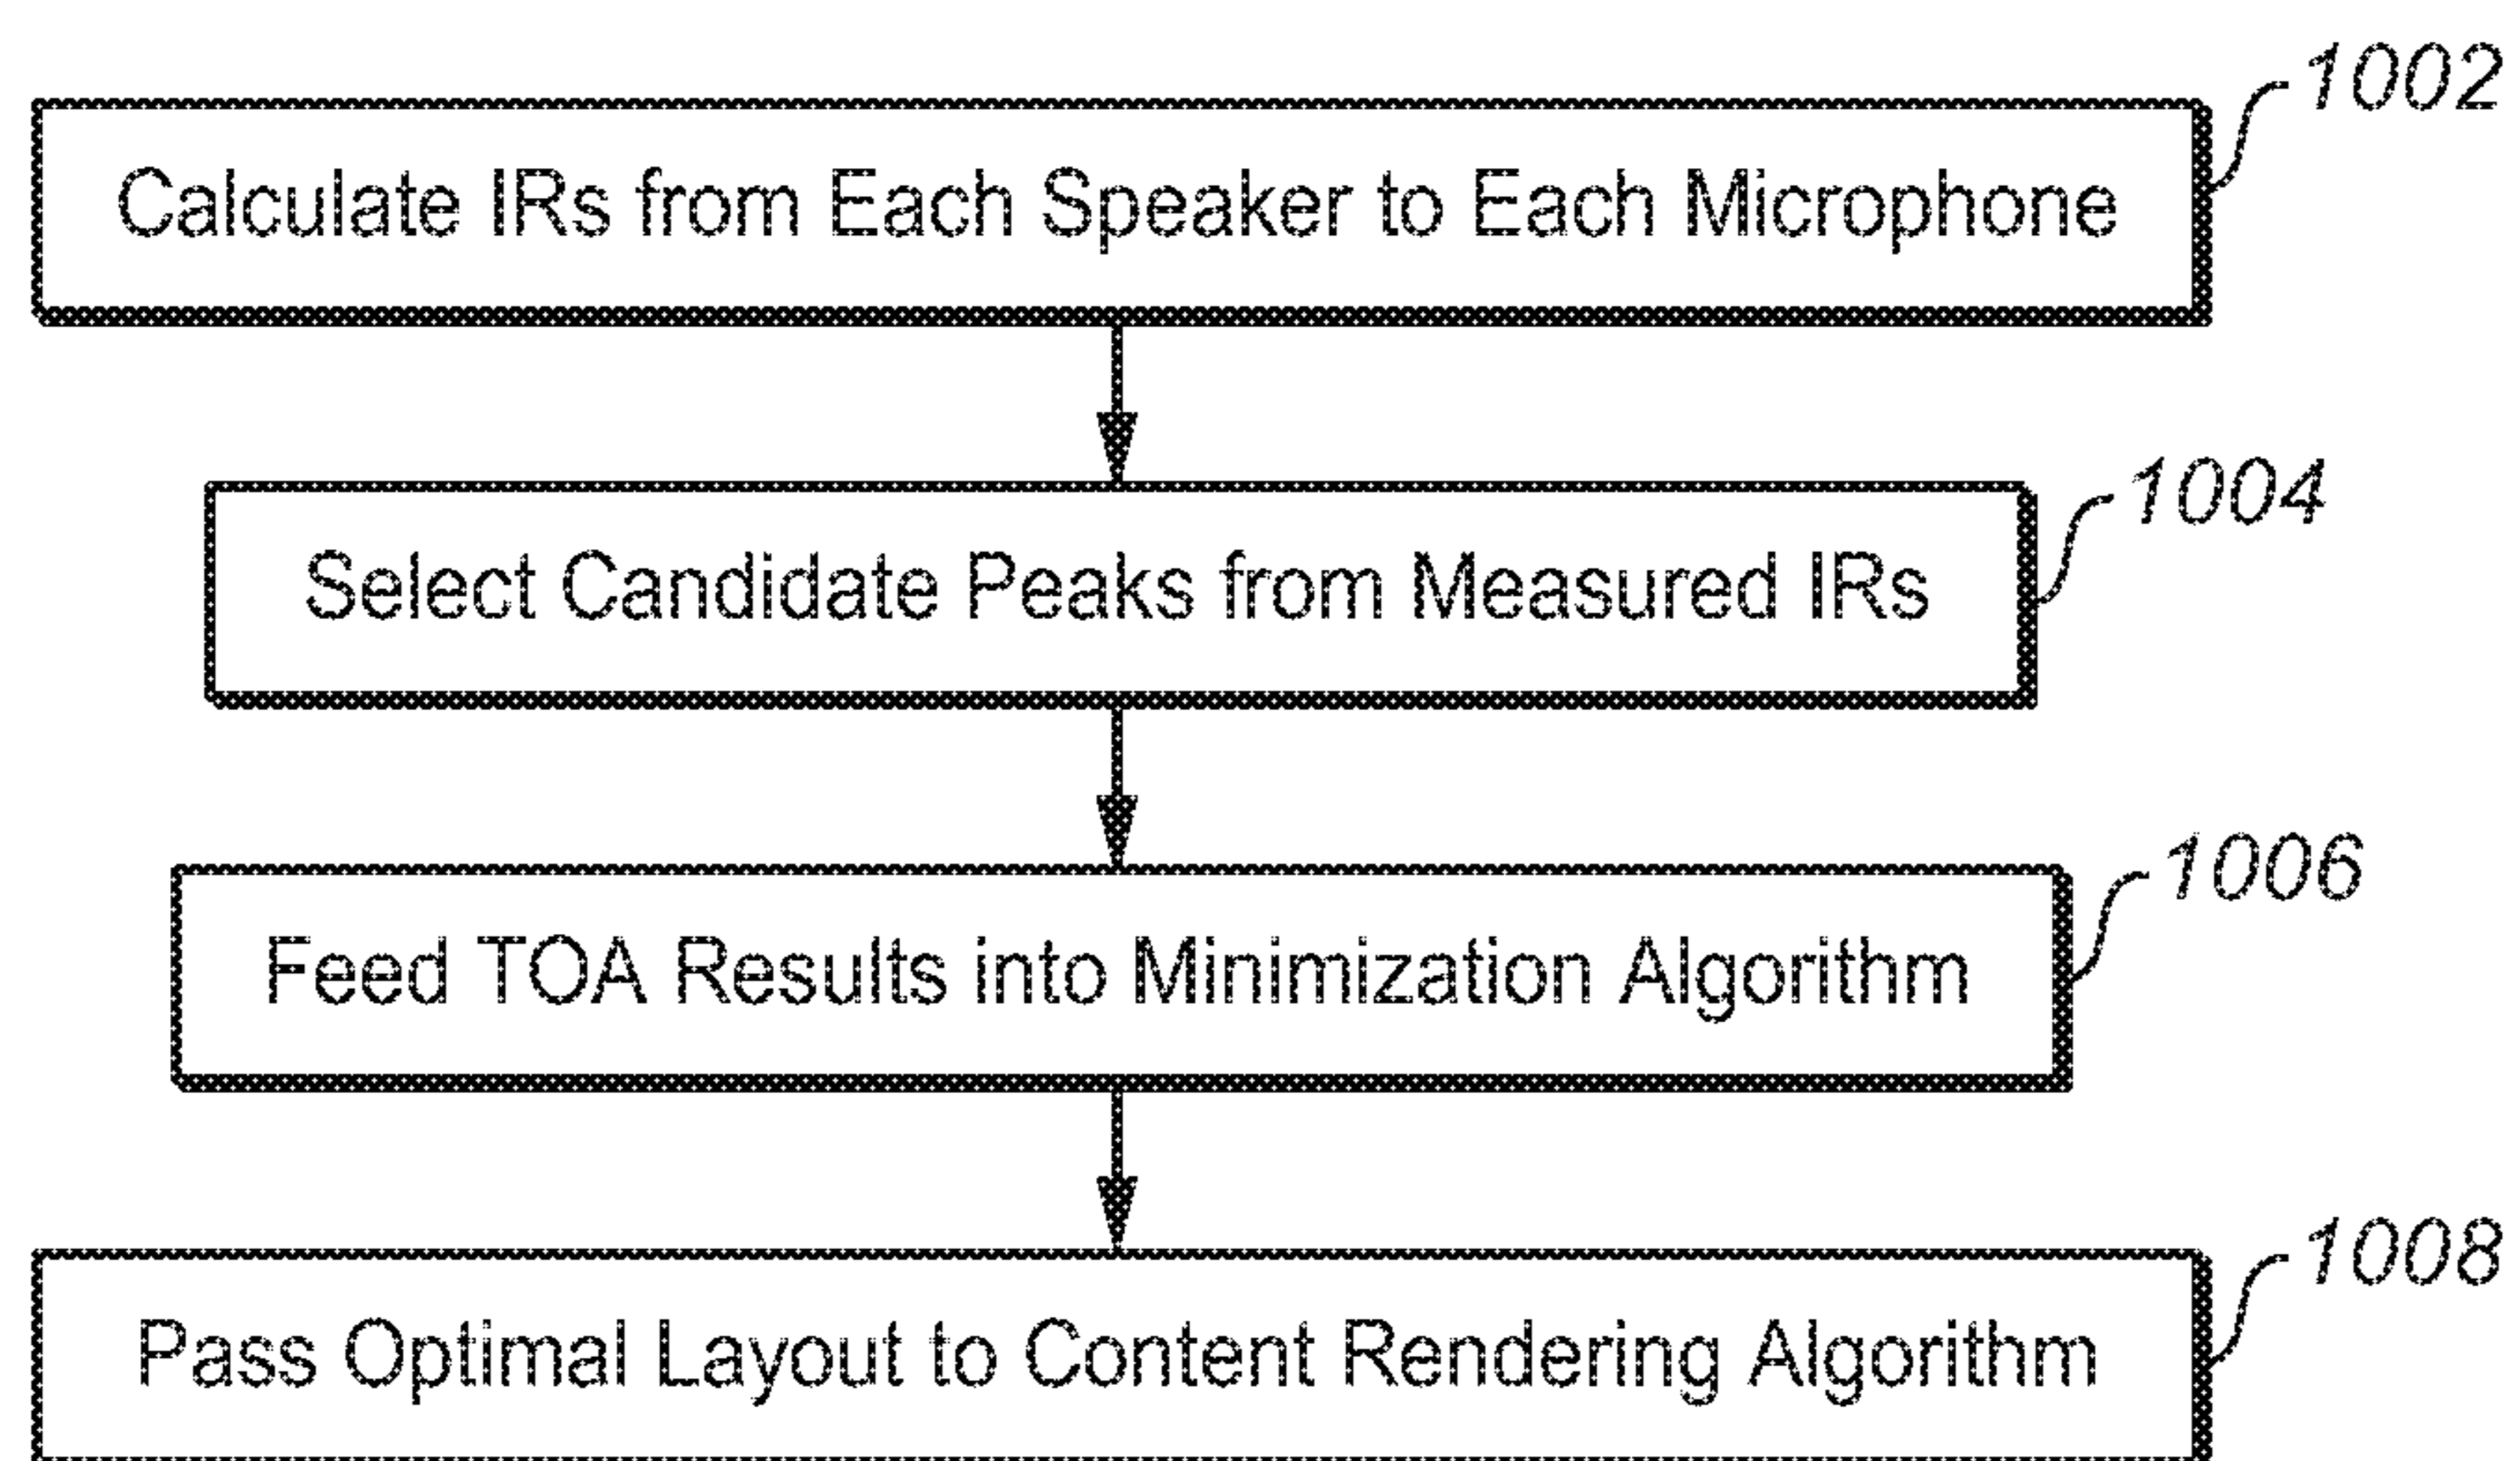 1002
Calculate IRs from Each Speaker to Each Microphone
1004
Select Candidate Peaks from Measured IRs
1006
Feed TOA Results into Minimization Algorithm
1008
Pass Optimal Layout to Content Rendering Algorithm